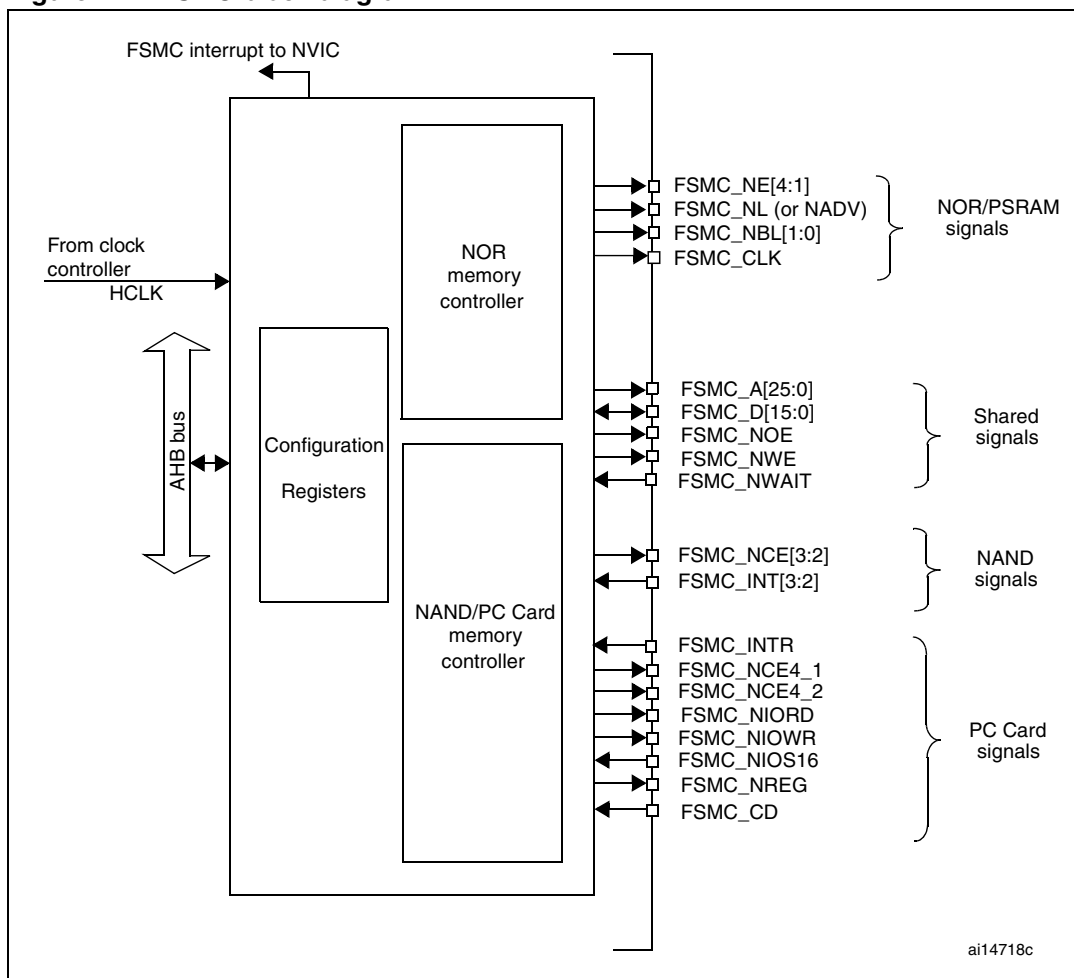 FSMC interrupt to NVIC
From clock
controller
HCLK
AHB bus
Configuration
Registers
NOR
memory
controller
NAND/PC Card
memory
controller
FSMC_NE[4:1]
FSMC_NL (or NADV)
FSMC_NBL[1:0]
FSMC_CLK
NOR/PSRAM
signals
FSMC_A[25:0]
FSMC_D[15:0]
FSMC_NOE
FSMC_NWE
FSMC_NWAIT
Shared
signals
FSMC_NCE[3:2]
FSMC_INT[3:2]
NAND
signals
FSMC_INTR
FSMC_NCE4_1
FSMC_NCE4_2
FSMC_NIORD
FSMC_NIOWR
FSMC_NIOS16
FSMC_NREG
FSMC_CD
PC Card
signals
ai14718c